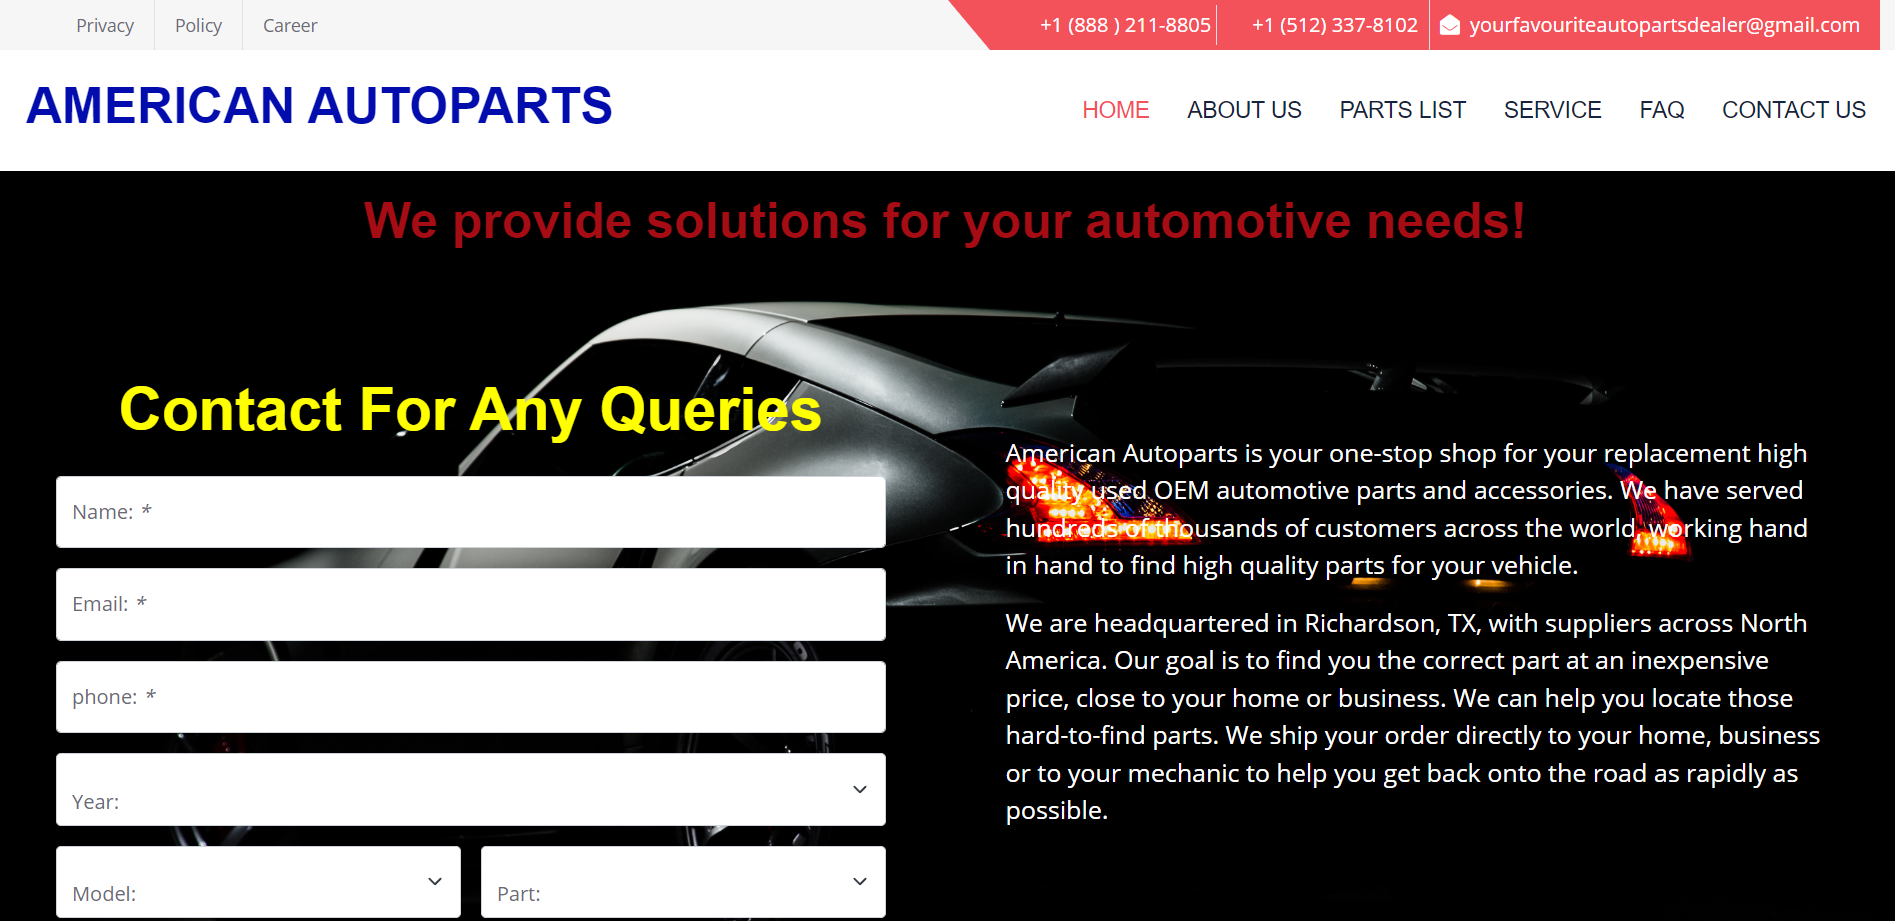 Privacy
Policy
Career
+1 (888 ) 211-8805
+1 (512) 337-8102
yourfavouriteautopartsdealer@gmail.com
AMERICAN AUTOPARTS
HOME
ABOUT US
PARTS LIST
SERVICE
FAQ
CONTACT US
We provide solutions for your automotive needs!
Contact For Any Queries
Name: *
Email: *
phone: *
Year:
Model:
Part:
American Autoparts is your one-stop shop for your replacement high
quality used OEM automotive parts and accessories. We have served
hundreds of thousands of customers across the world, working hand
in hand to find high quality parts for your vehicle.
We are headquartered in Richardson, TX, with suppliers across North
America. Our goal is to find you the correct part at an inexpensive
price, close to your home or business. We can help you locate those
hard-to-find parts. We ship your order directly to your home, business
or to your mechanic to help you get back onto the road as rapidly as
possible.